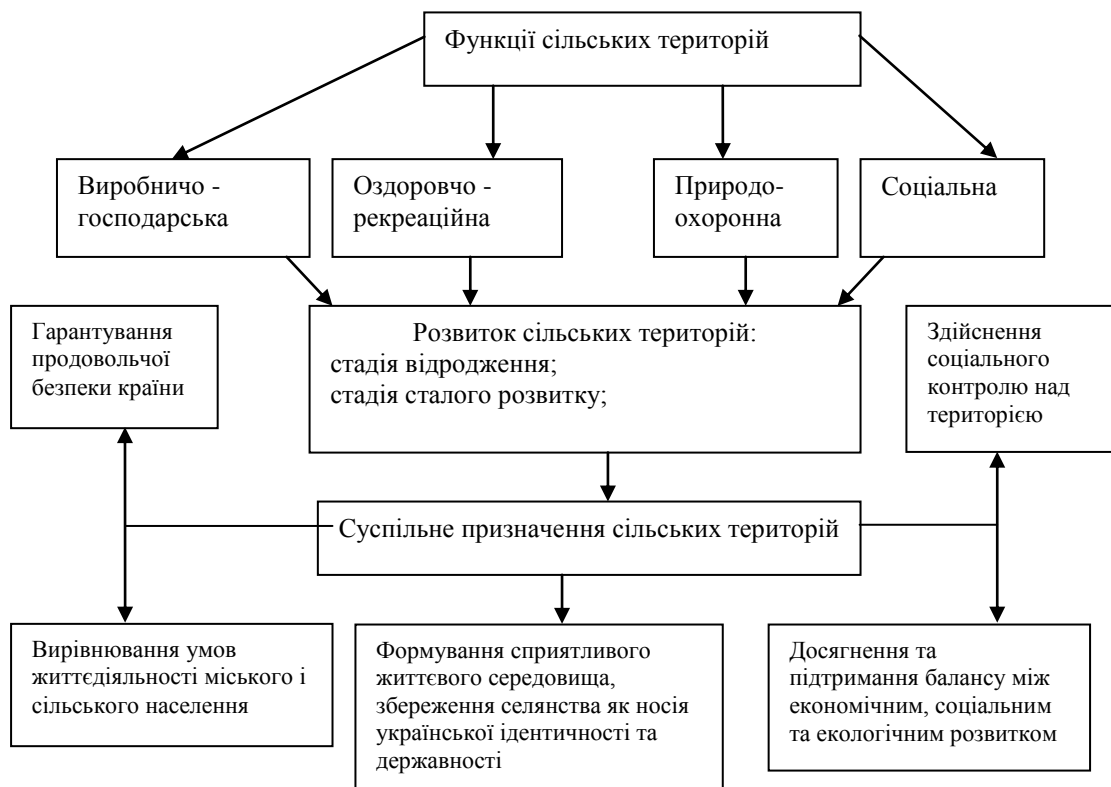 Функції сільських територій
Виробничо -
господарська
Оздоровчо -
рекреаційна
Природо-
охоронна
Соціальна
Гарантування
продовольчої
безпеки країни
Розвиток сільських територій:
стадія відродження;
стадія сталого розвитку;
Здійснення
соціального
контролю над
територією
Суспільне призначення сільських територій
Вирівнювання умов
життєдіяльності міського і
сільського населення
Формування сприятливого
життєвого середовища,
збереження селянства як носія
української ідентичності та
державності
Досягнення та
підтримання балансу між
економічним, соціальним
та екологічним розвитком